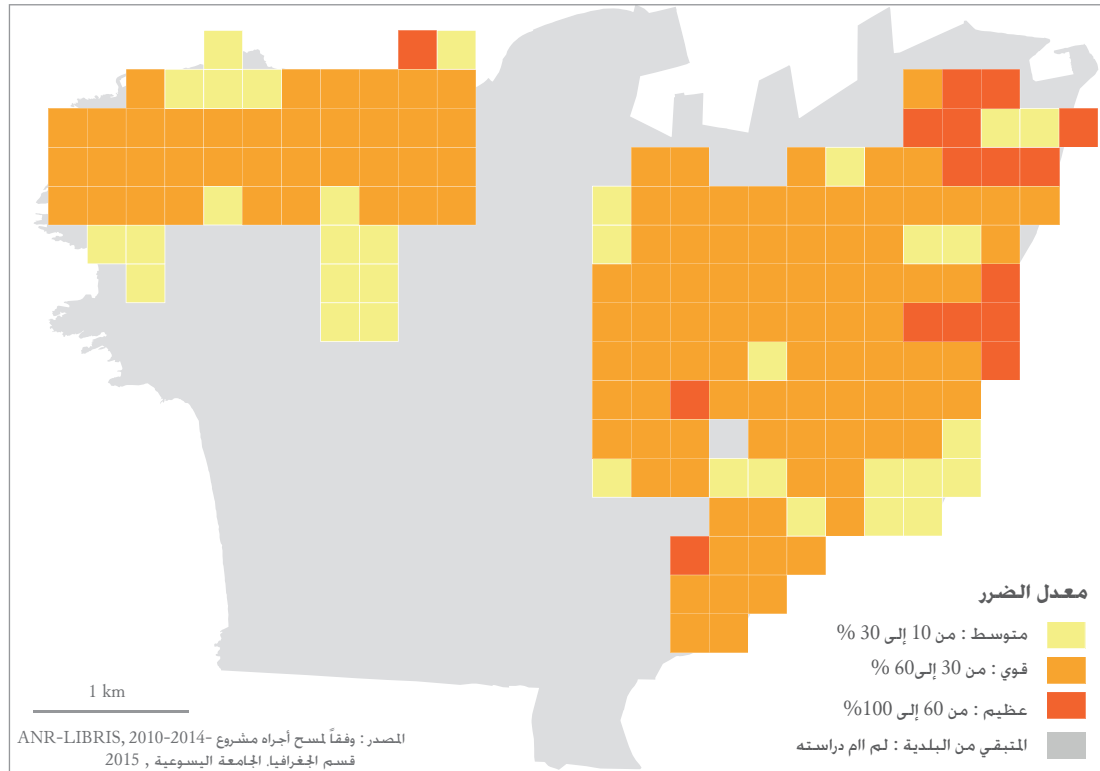 معدل الضرر
متوسط : من 10 إلى 30 %
قوي : من 30 إلى60 %
عظيم : من 60 إلى 100%
المتبقي من البلدية : لم اام دراسته
1 km
المصدر : وفقاً لمسح أجراه مشروع ANR-LIBRIS, 2010-2014-
قسم الجغرافيا, الجامعة اليسوعية , 2015